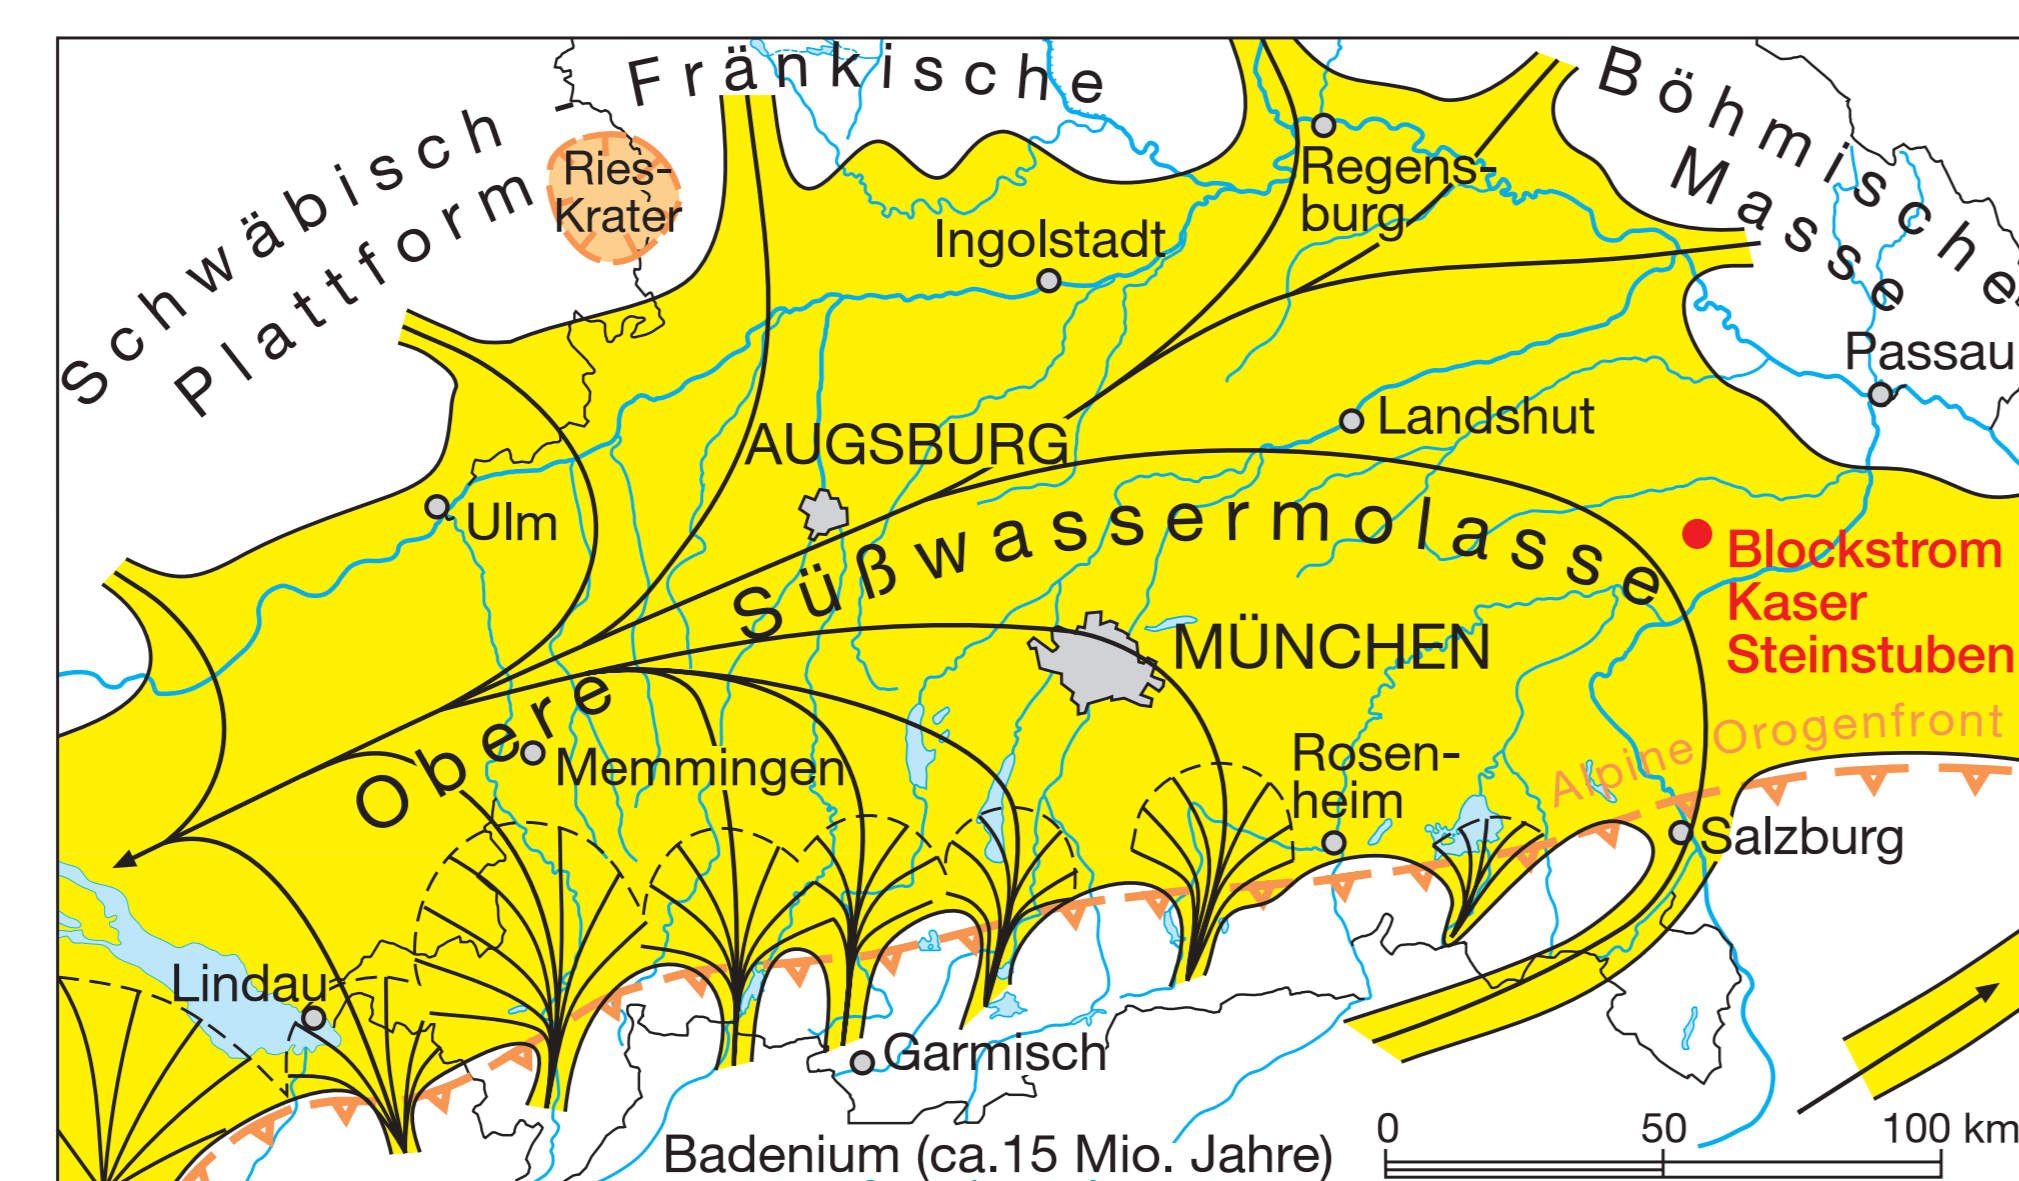 Schwäbisch - Fränkische
Plattform
Böhmische
Masse
Ries-
Krater
Regens-
burg
Ingolstadt
Passau
Landshut
AUGSBURG
Ulm
Obere Süßwassermolasse
Blockstrom
Kaser
Steinstuben
MÜNCHEN
Alpine Orogenfront
Memmingen
Rosen-
heim
Salzburg
Lindau
Garmisch
Badenium (ca.15 Mio. Jahre)
0 50 100 km